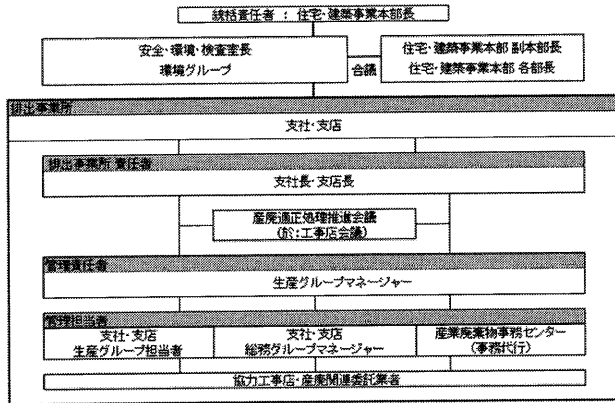 統括責任者 : 住宅・建築事業本部長
安全・環境・検査室長
環境グループ
合議
住宅・建築事業本部 副本部長
住宅・建築事業本部 各部長
排出事業所
支社・支店
排出事業所 責任者
支社長・支店長
産廃適正処理推進会議
(於:工事店会議)
管理責任者
生産グループマネージャー
管理担当者
支社・支店
生産グループ担当者
支社・支店
総務グループマネージャー
産業廃棄物事務センター
(事務代行)
協力工事店・産廃関連委託業者